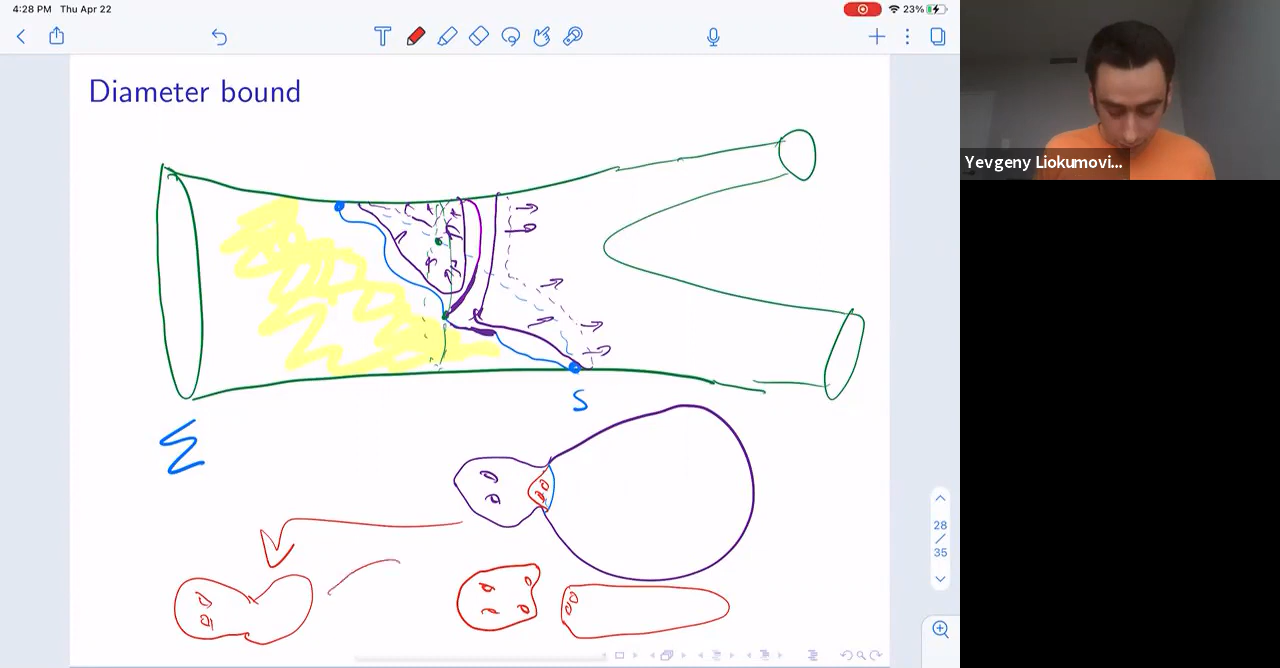 4:28 PM Thu Apr 22
23%
Diameter bound
Yevgeny Liokumovi...
S
Σ
28
/
35